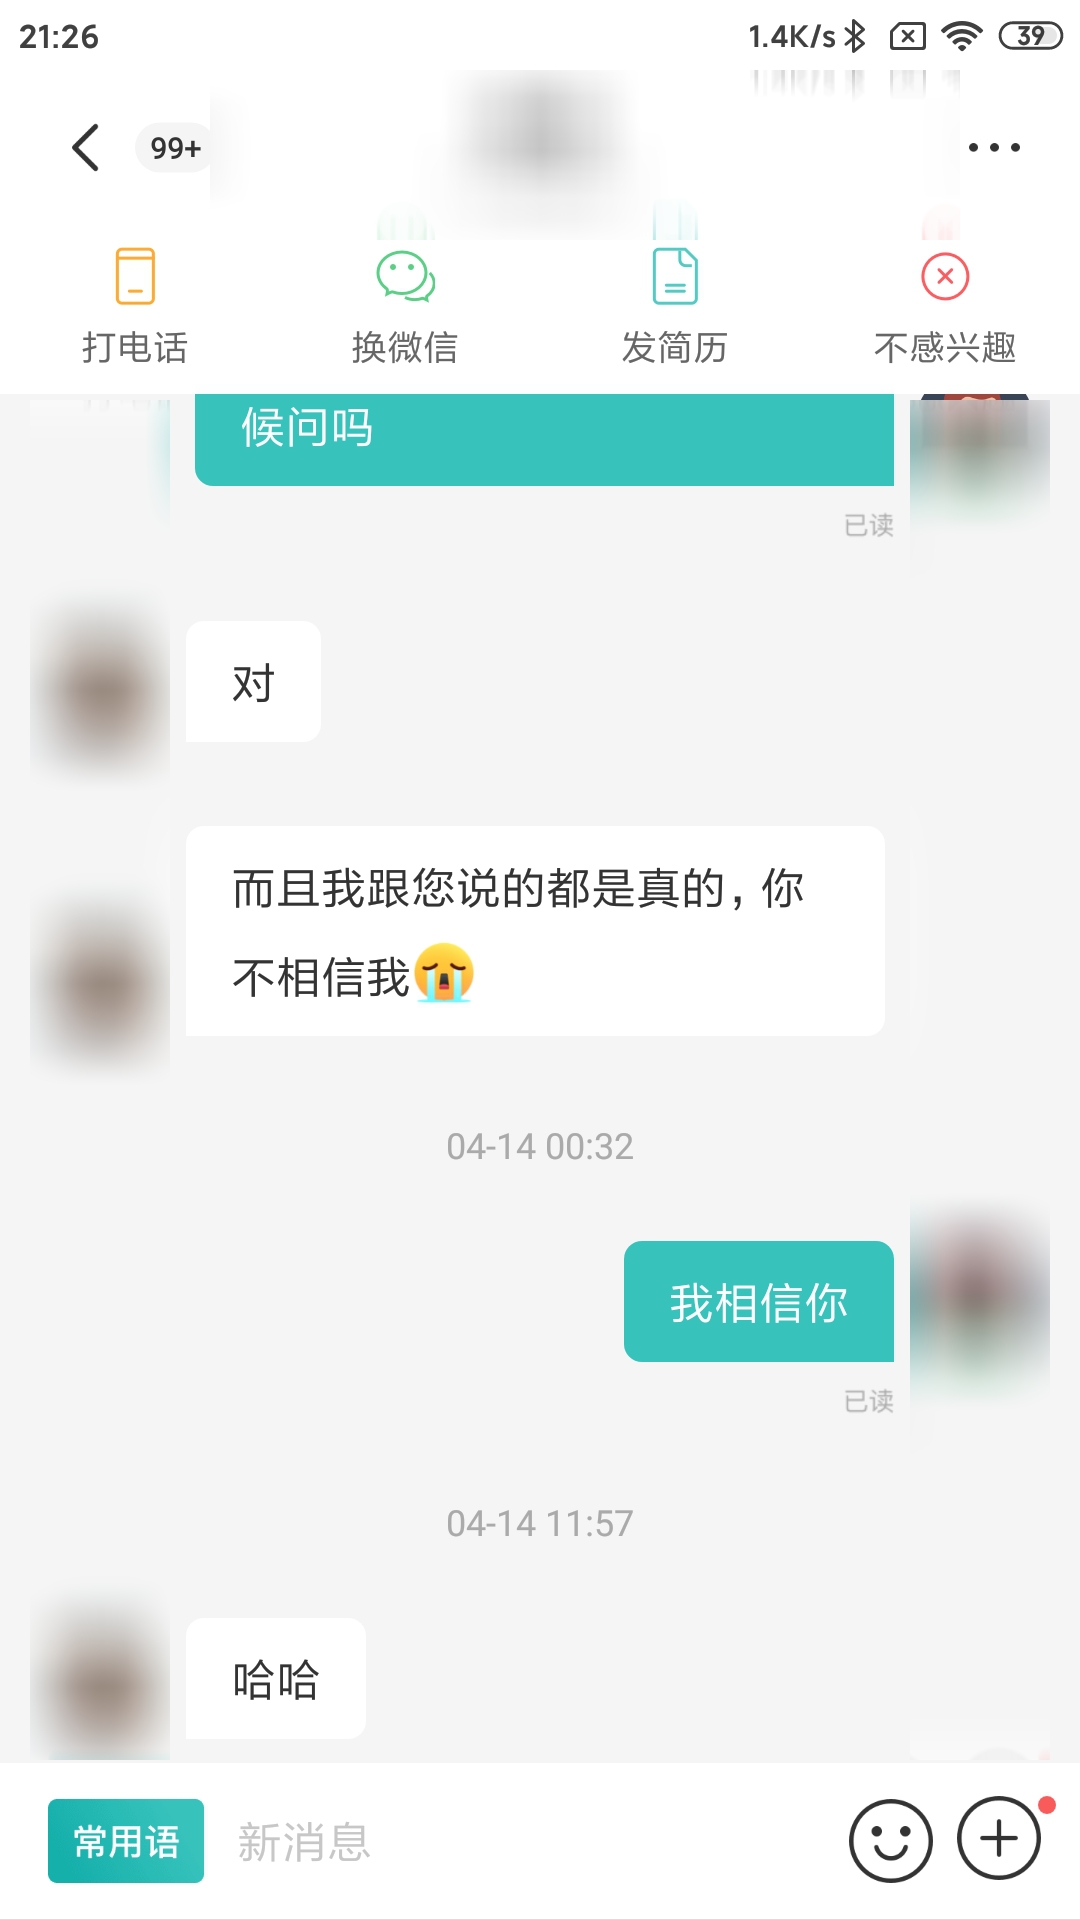 21:26
1.4K/s
39
99+
打电话
换微信
发简历
不感兴趣
候问吗
已读
对
而且我跟您说的都是真的，你
不相信我😭
04-14 00:32
我相信你
已读
04-14 11:57
哈哈
常用语
新消息